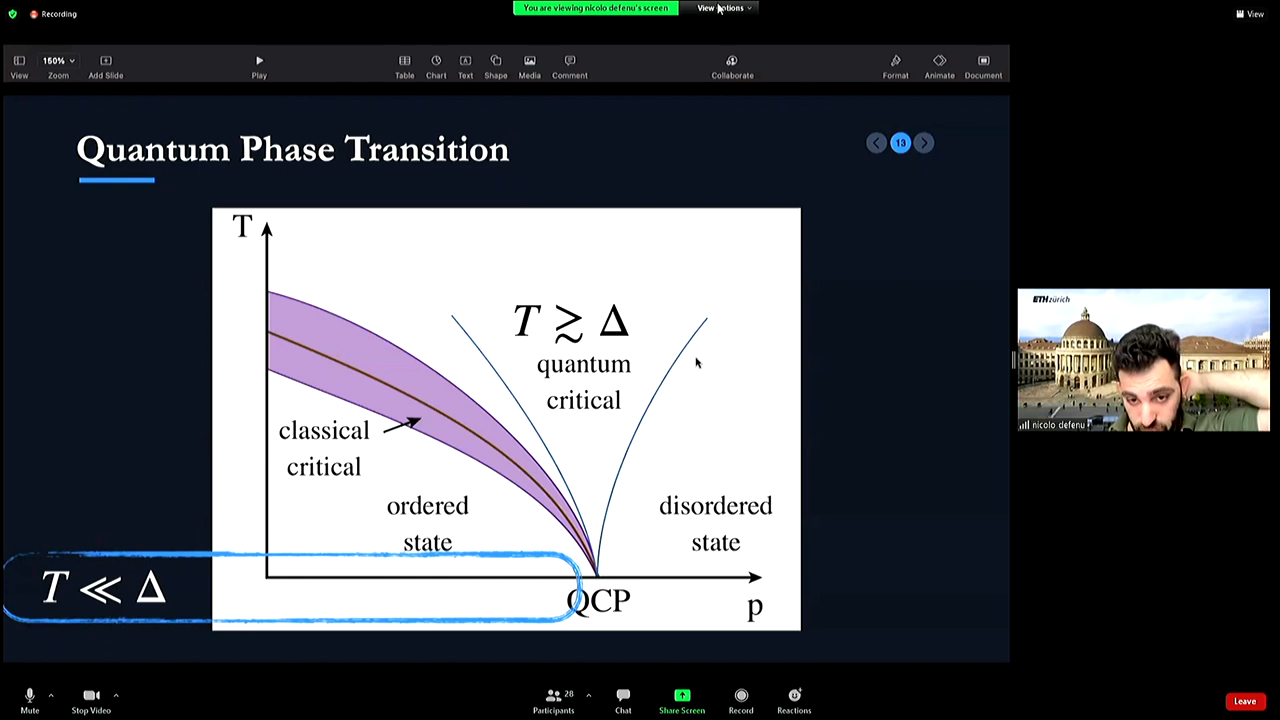 You are viewing nicolo defenu's screen
View Options
Recording
View
View
150%
Zoom
Add Slide
Play
Table
Chart
Text
Shape
Media
Comment
Collaborate
Format
Animate
Document
Quantum Phase Transition
13
T
T ≳ Δ
quantum
critical
classical
critical
ordered
state
disordered
state
T ≪ Δ
QCP
p
ETHzürich
nicolo defenu
Mute
Stop Video
Participants
28
Chat
Share Screen
Record
Reactions
Leave